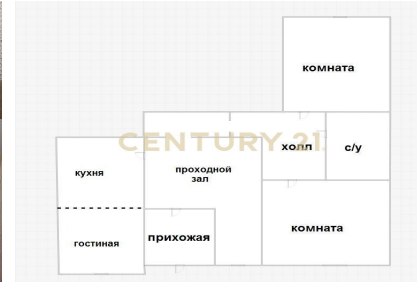 комната
CENTURY 21
холл
с/у
кухня
проходной
зал
комната
прихожая
гостиная